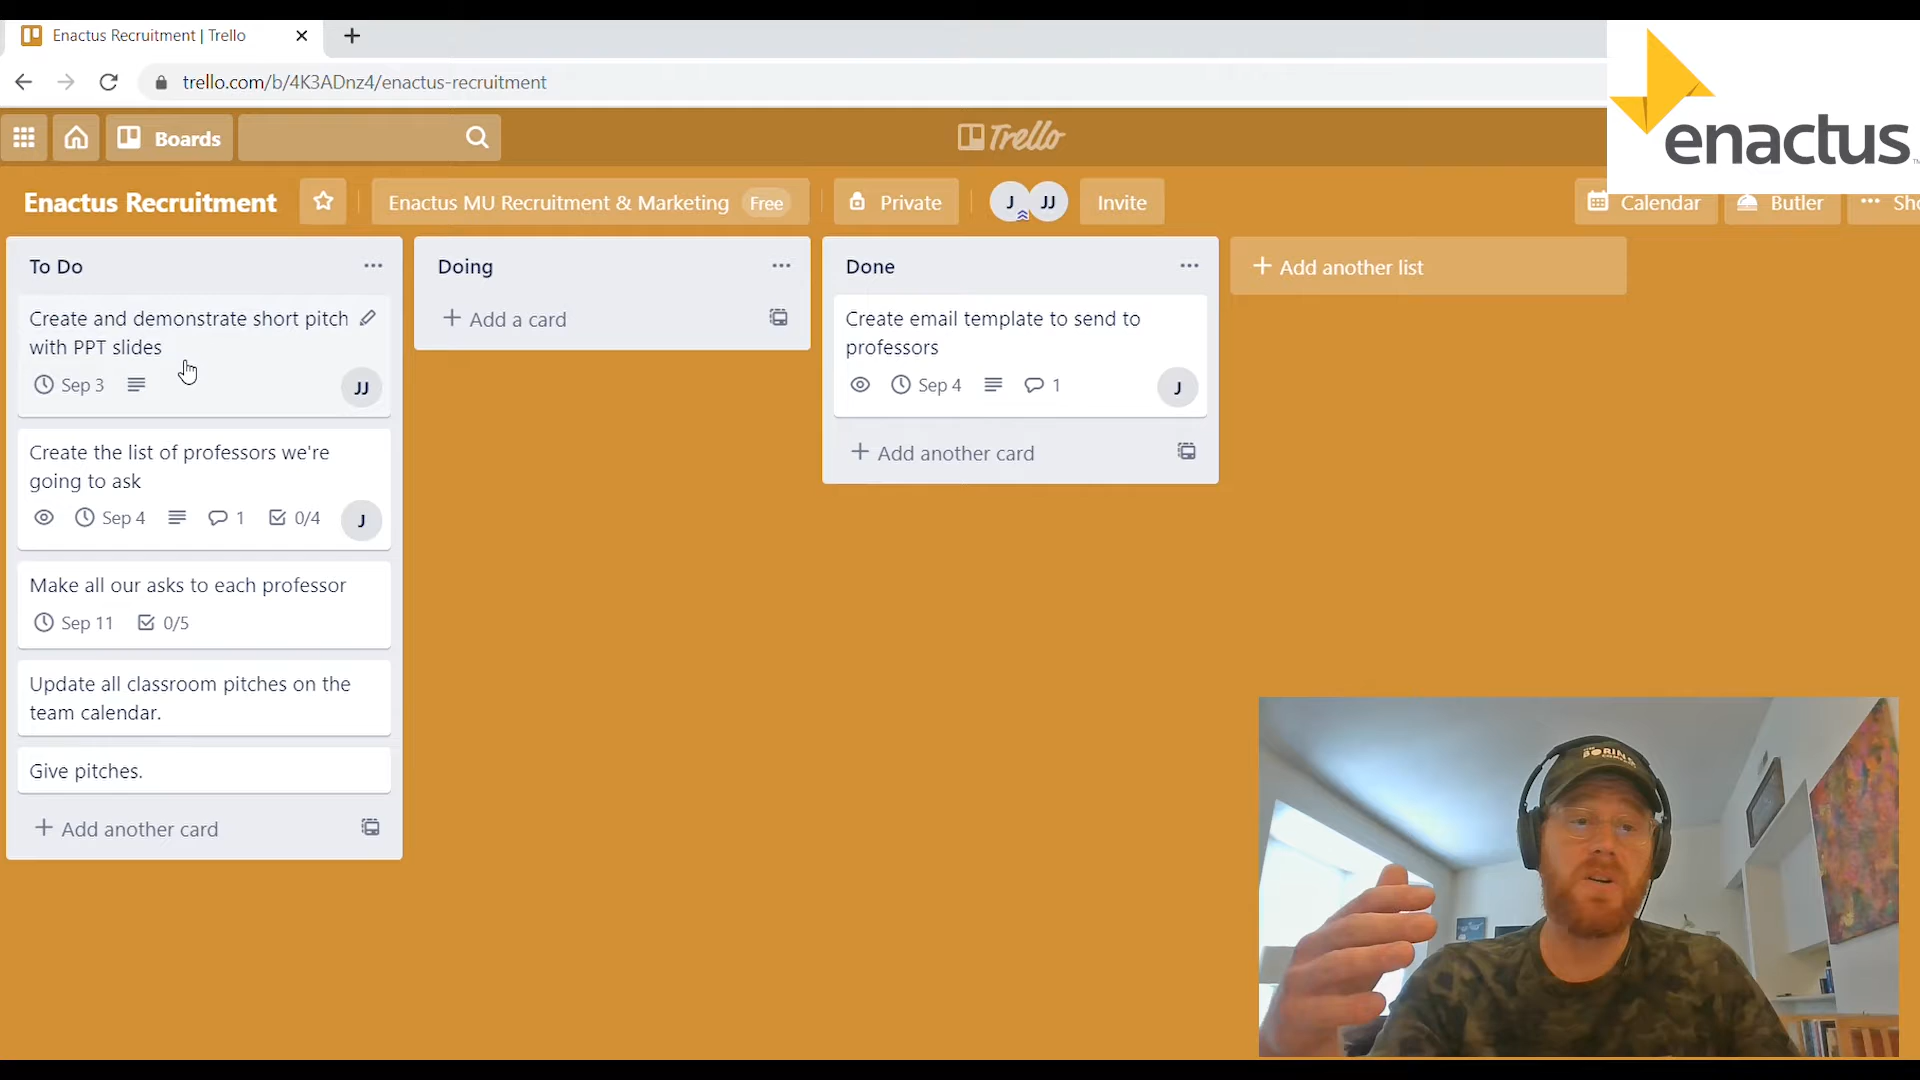 Enactus Recruitment | Trello
trello.com/b/4K3ADnz4/enactus-recruitment
enactus
TM
Boards
Trello
Enactus Recruitment
Enactus MU Recruitment & Marketing Free
Private
J
JJ
Invite
Calendar
Butler
Sho
To Do
Create and demonstrate short pitch
with PPT slides
Sep 3
JJ
Create the list of professors we're
going to ask
Sep 4
1
0/4
J
Make all our asks to each professor
Sep 11
0/5
Update all classroom pitches on the
team calendar.
Give pitches.
+ Add another card
Doing
+ Add a card
Done
Create email template to send to
professors
Sep 4
1
J
+ Add another card
+ Add another list
BORING